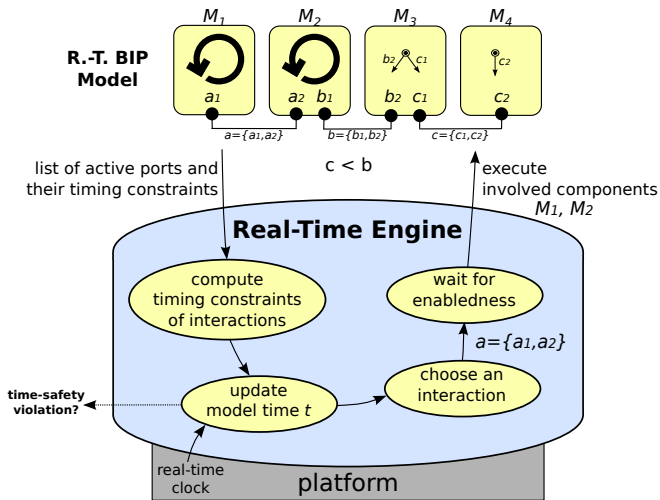 M1 M2 M3 M4
R.-T. BIP
Model
b2 c1 c2
a1 a2 b1 b2 c1 c2
a={a1,a2} b={b1,b2} c={c1,c2}
list of active ports and
their timing constraints
c < b
execute
involved components
M1, M2
Real-Time Engine
compute
timing constraints
of interactions
wait for
enabledness
a={a1,a2}
time-safety
violation?
update
model time t
choose an
interaction
real-time
clock
platform